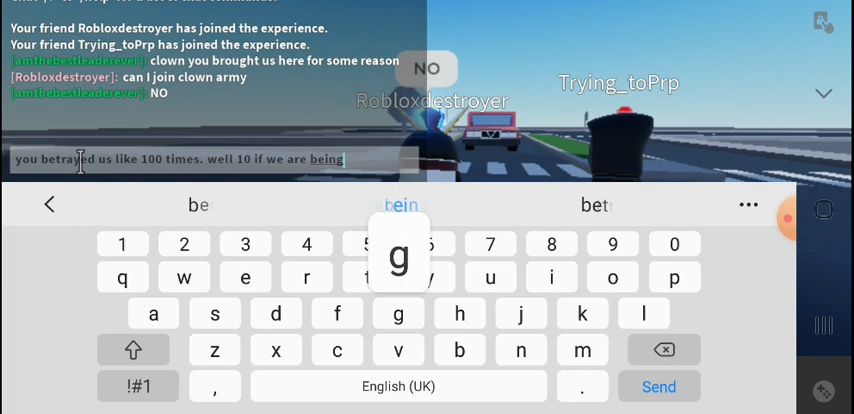 Your friend Robloxdestroyer has joined the experience.
Your friend Trying_toPrp has joined the experience.
[amthebestleaderever]: clown you brought us here for some reason
[Robloxdestroyer]: can I join clown army
[amthebestleaderever]: NO
NO
Robloxdestroyer
Trying_toPrp
you betrayed us like 100 times. well 10 if we are being
be
bein
bet
1 2 3 4 5 6 7 8 9 0
q w e r t y u i o p
g
a s d f g h j k l
z x c v b n m
!#1 , English (UK) . Send